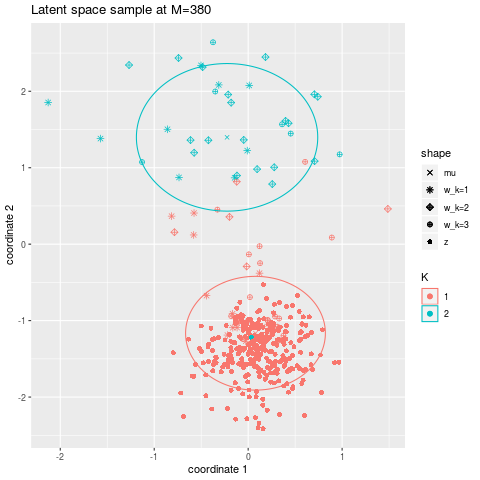 Latent space sample at M=380
coordinate 2
2
1
0
-1
-2
-2
-1
0
1
coordinate 1
shape
mu
w_k=1
w_k=2
w_k=3
z
K
1
2